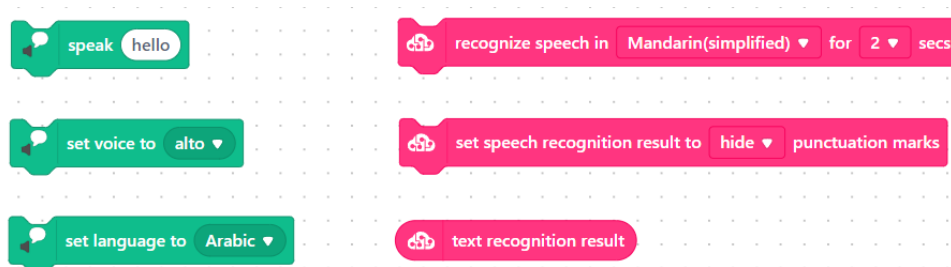 speak hello
set voice to alto
set language to Arabic
recognize speech in Mandarin(simplified) for 2 secs
set speech recognition result to hide punctuation marks
text recognition result